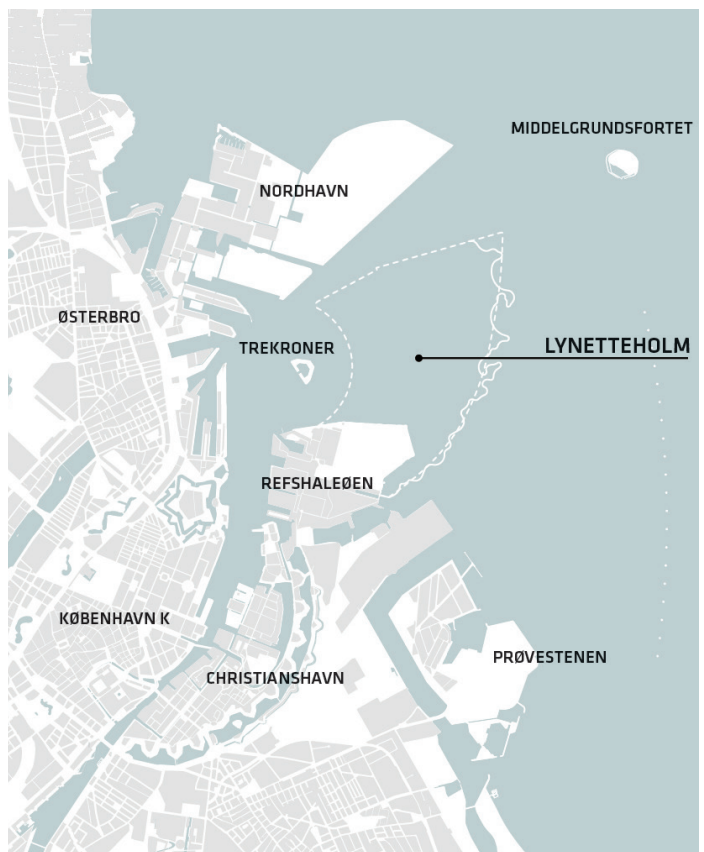 MIDDELGRUNDSFORTET
NORDHAVN
ØSTERBRO
TREKRONER
LYNETTEHOLM
REFSHALEØEN
KØBENHAVN K
PRØVESTENEN
CHRISTIANSHAVN